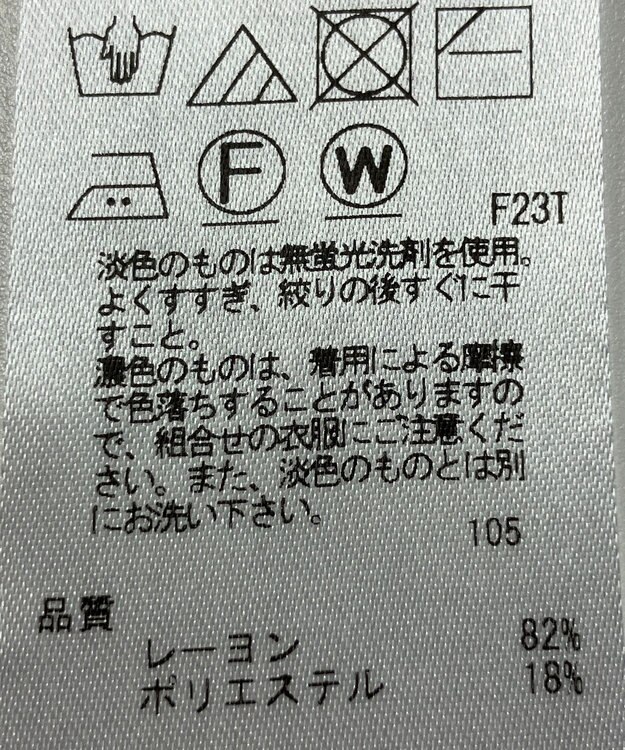 F
W
F23T
淡色のものは無蛍光洗剤を使用。
よくすすぎ、絞りの後すぐに干
すこと。
濃色のものは、着用による摩擦
で色落ちすることがありますの
で、組合せの衣服にご注意くだ
さい。また、淡色のものとは別
にお洗い下さい。
105
品質
レーヨン 82%
ポリエステル 18%